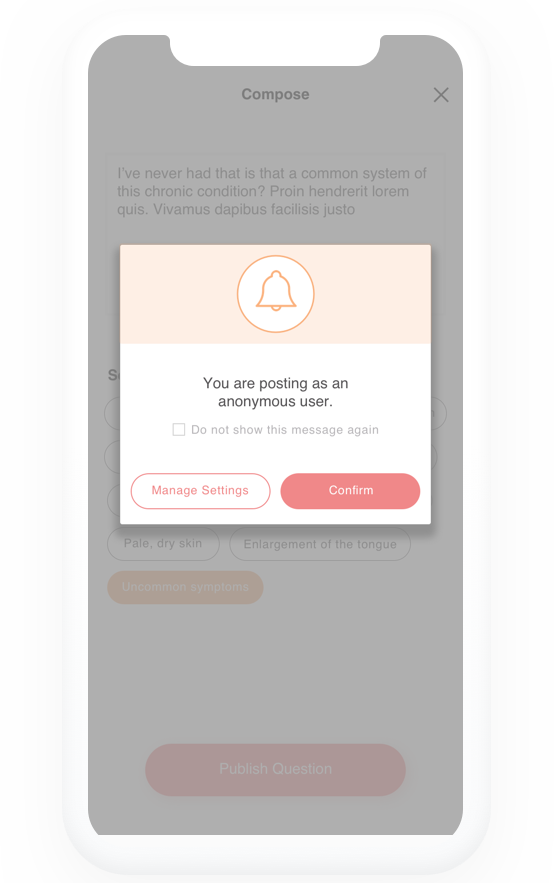 Compose
I've never had that is that a common system of
this chronic condition? Proin hendrerit lorem
quis. Vivamus dapibus facilisis justo
You are posting as an
anonymous user.
Do not show this message again
Manage Settings
Confirm
Pale, dry skin
Enlargement of the tongue
Uncommon symptoms
Publish Question